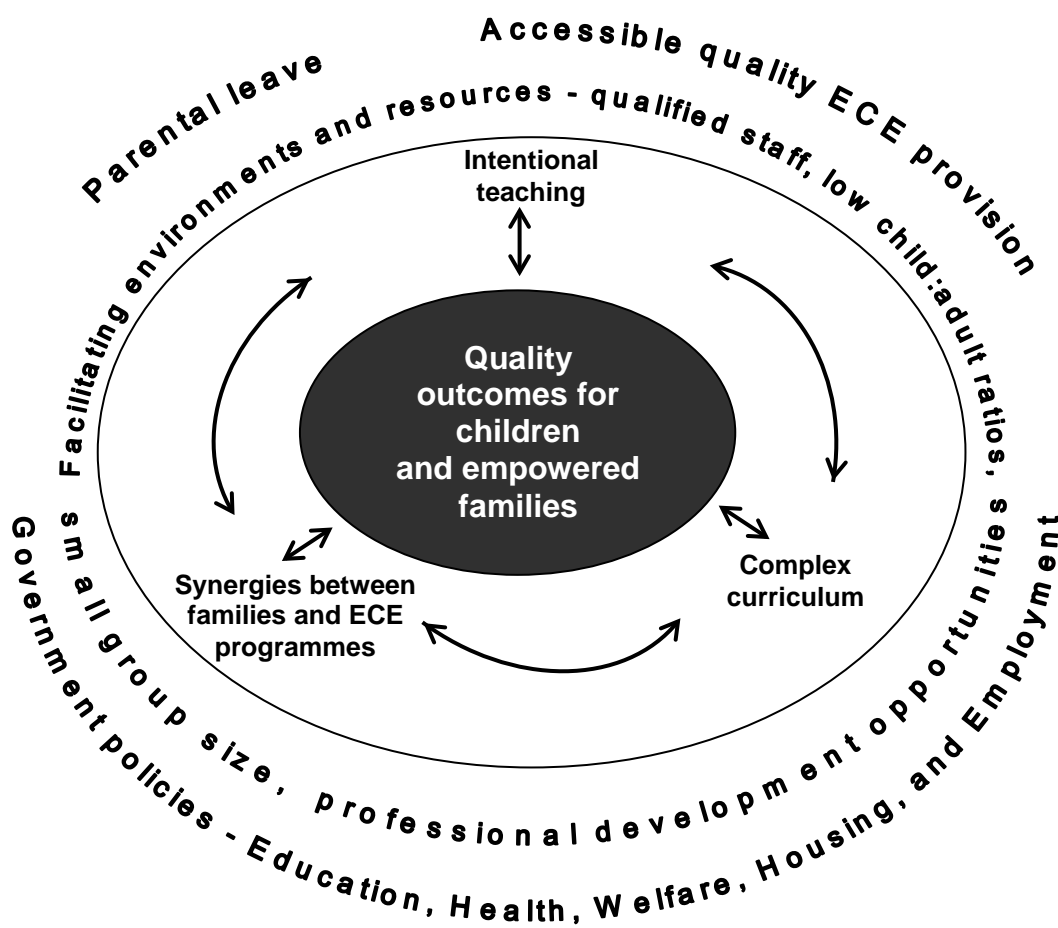 Parental leave
Accessible quality ECE provision
Facilitating environments and resources - qualified staff, low child:adult ratios,
small group size, professional development opportunities
Government policies - Education, Health, Welfare, Housing, and Employment
Intentional
teaching
Quality
outcomes for
children
and empowered
families
Synergies between
families and ECE
programmes
Complex
curriculum